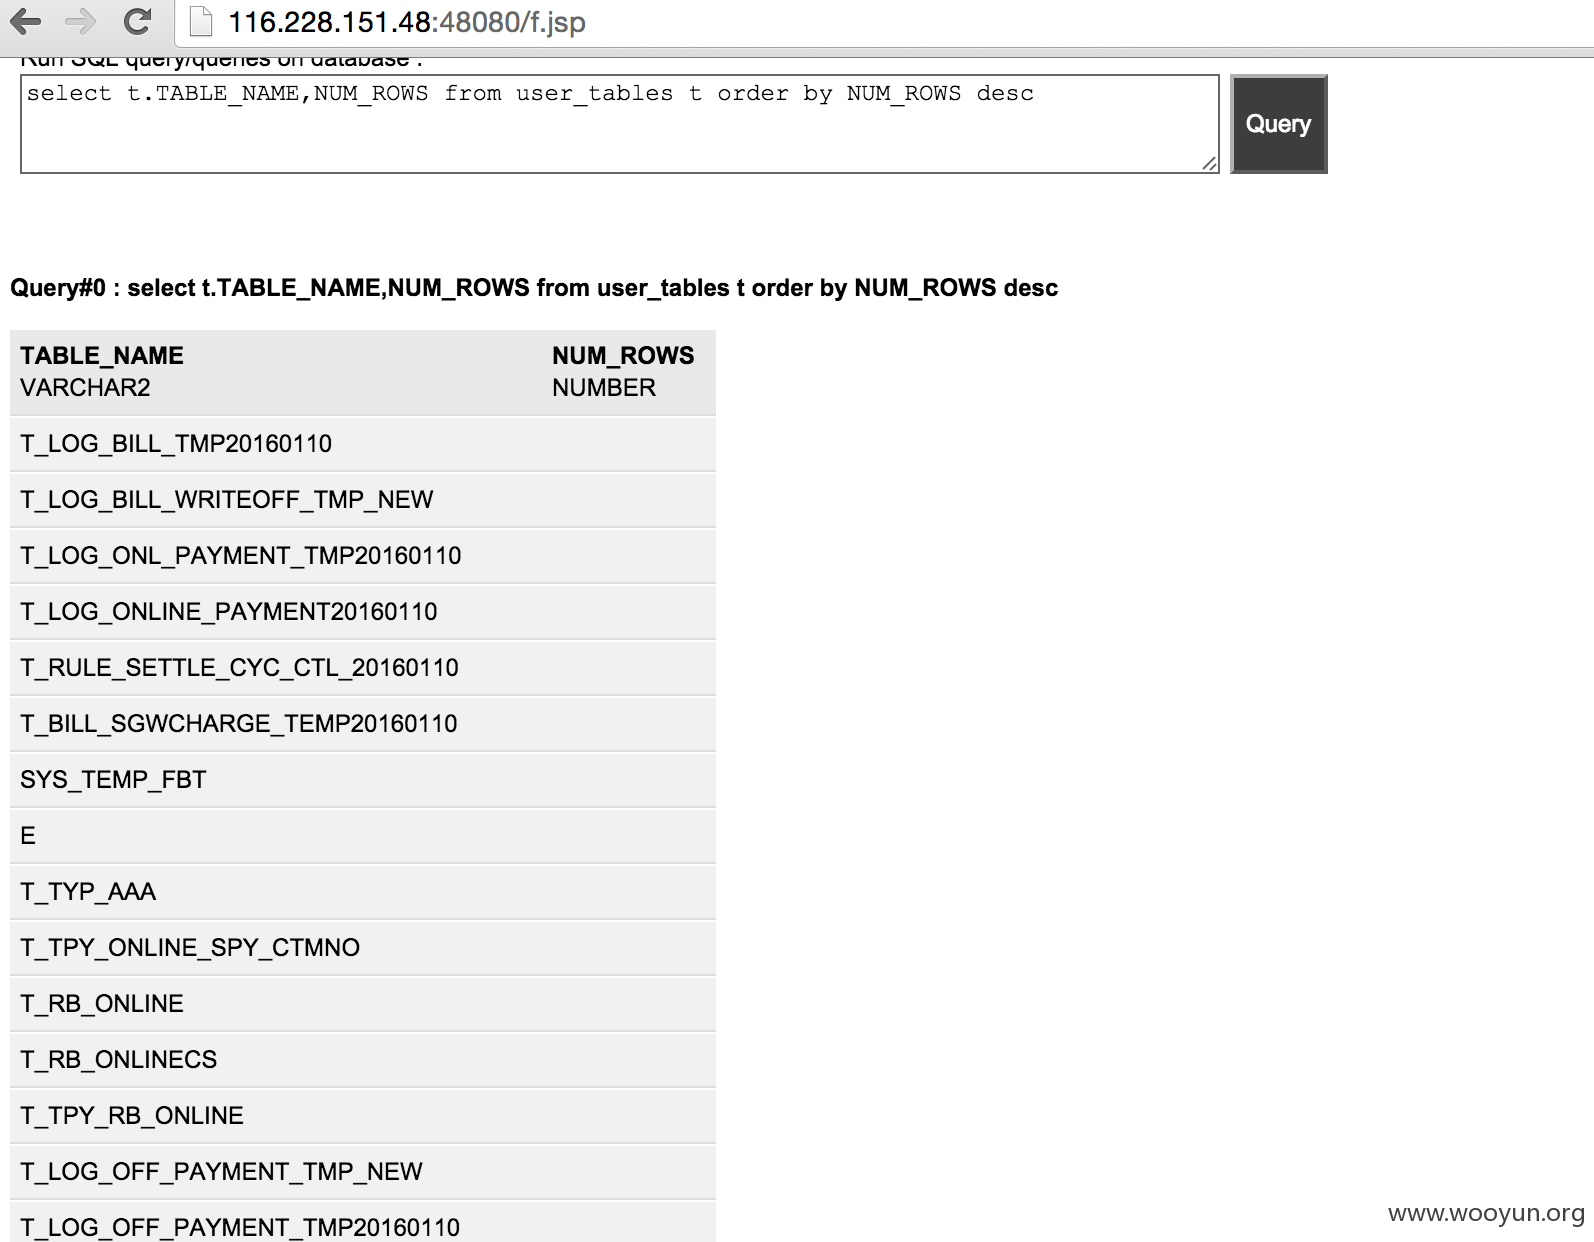 116.228.151.48:48080/f.jsp
Run SQL query/queries on database :
select t.TABLE_NAME,NUM_ROWS from user_tables t order by NUM_ROWS desc
Query
Query#0 : select t.TABLE_NAME,NUM_ROWS from user_tables t order by NUM_ROWS desc
TABLE_NAME NUM_ROWS
VARCHAR2 NUMBER
T_LOG_BILL_TMP20160110
T_LOG_BILL_WRITEOFF_TMP_NEW
T_LOG_ONL_PAYMENT_TMP20160110
T_LOG_ONLINE_PAYMENT20160110
T_RULE_SETTLE_CYC_CTL_20160110
T_BILL_SGWCHARGE_TEMP20160110
SYS_TEMP_FBT
E
T_TYP_AAA
T_TPY_ONLINE_SPY_CTMNO
T_RB_ONLINE
T_RB_ONLINECS
T_TPY_RB_ONLINE
T_LOG_OFF_PAYMENT_TMP_NEW
T_LOG_OFF_PAYMENT_TMP20160110
www.wooyun.org